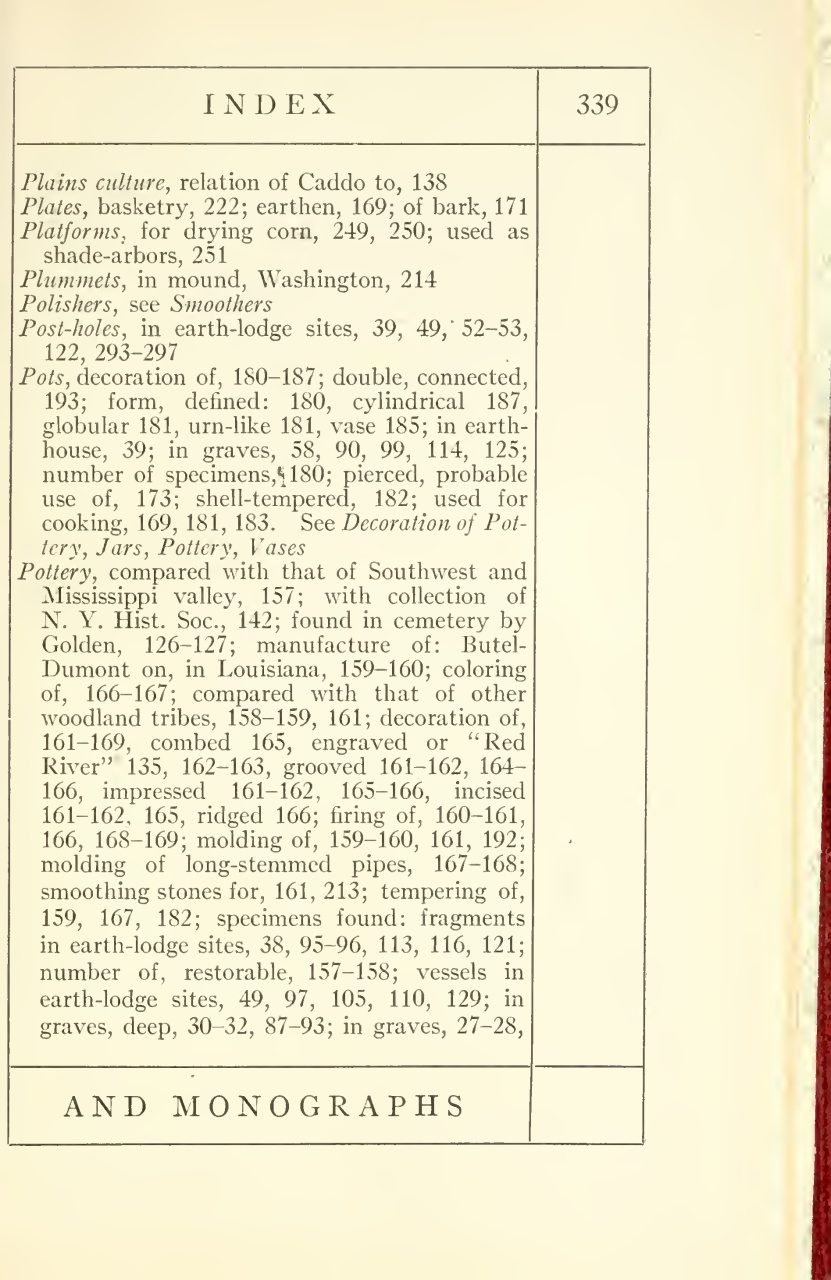 INDEX
339
Plains culture, relation of Caddo to, 138
Plates, basketry, 222; earthen, 169; of bark, 171
Platforms, for drying corn, 249, 250; used as
shade-arbors, 251
Plummets, in mound, Washington, 214
Polishers, see Smoothers
Post-holes, in earth-lodge sites, 39, 49, 52–53,
122, 293–297
Pots, decoration of, 180–187; double, connected,
193; form, defined: 180, cylindrical 187,
globular 181, urn-like 181, vase 185; in earth-
house, 39; in graves, 58, 90, 99, 114, 125;
number of specimens, 180; pierced, probable
use of, 173; shell-tempered, 182; used for
cooking, 169, 181, 183. See Decoration of Pot-
tery, Jars, Pottery, Vases
Pottery, compared with that of Southwest and
Mississippi valley, 157; with collection of
N. Y. Hist. Soc., 142; found in cemetery by
Golden, 126–127; manufacture of: Butel-
Dumont on, in Louisiana, 159–160; coloring
of, 166–167; compared with that of other
woodland tribes, 158–159, 161; decoration of,
161–169, combed 165, engraved or "Red
River" 135, 162–163, grooved 161–162, 164–
166, impressed 161–162, 165–166, incised
161–162, 165, ridged 166; firing of, 160–161,
166, 168–169; molding of, 159–160, 161, 192;
molding of long-stemmed pipes, 167–168;
smoothing stones for, 161, 213; tempering of,
159, 167, 182; specimens found: fragments
in earth-lodge sites, 38, 95–96, 113, 116, 121;
number of, restorable, 157–158; vessels in
earth-lodge sites, 49, 97, 105, 110, 129; in
graves, deep, 30–32, 87–93; in graves, 27–28,
AND MONOGRAPHS